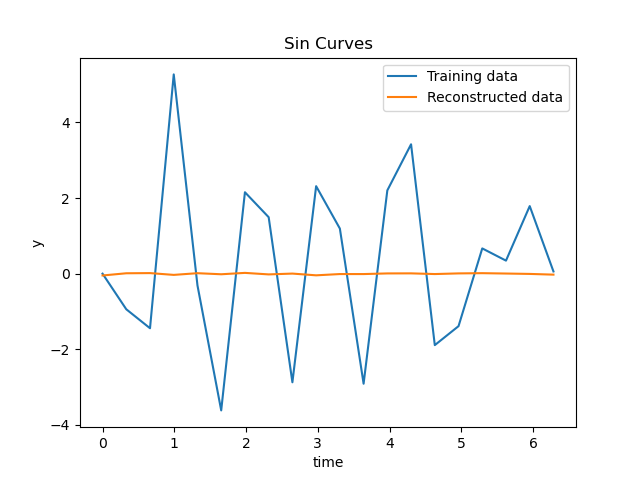 Sin Curves
Training data
Reconstructed data
y
4
2
0
−2
−4
0 1 2 3 4 5 6
time